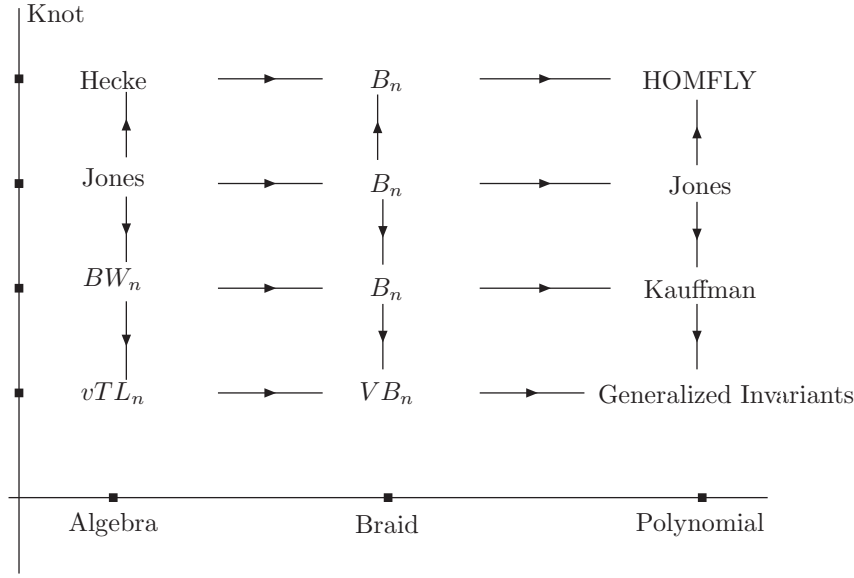 Knot
Hecke B_n HOMFLY
Jones B_n Jones
BW_n B_n Kauffman
vTL_n VB_n Generalized Invariants
Algebra Braid Polynomial